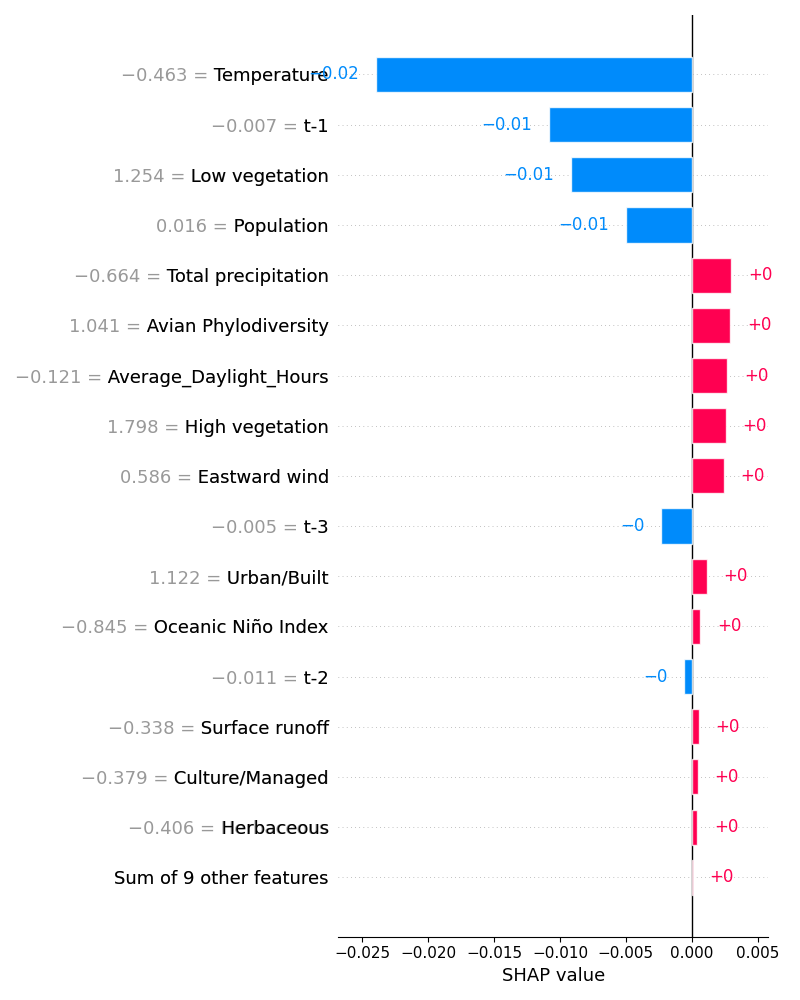 −0.463 = Temperature −0.02
−0.007 = t-1 −0.01
1.254 = Low vegetation −0.01
0.016 = Population −0.01
−0.664 = Total precipitation +0
1.041 = Avian Phylodiversity +0
−0.121 = Average_Daylight_Hours +0
1.798 = High vegetation +0
0.586 = Eastward wind +0
−0.005 = t-3 −0
1.122 = Urban/Built +0
−0.845 = Oceanic Niño Index +0
−0.011 = t-2 −0
−0.338 = Surface runoff +0
−0.379 = Culture/Managed +0
−0.406 = Herbaceous +0
Sum of 9 other features +0
−0.025 −0.020 −0.015 −0.010 −0.005 0.000 0.005
SHAP value